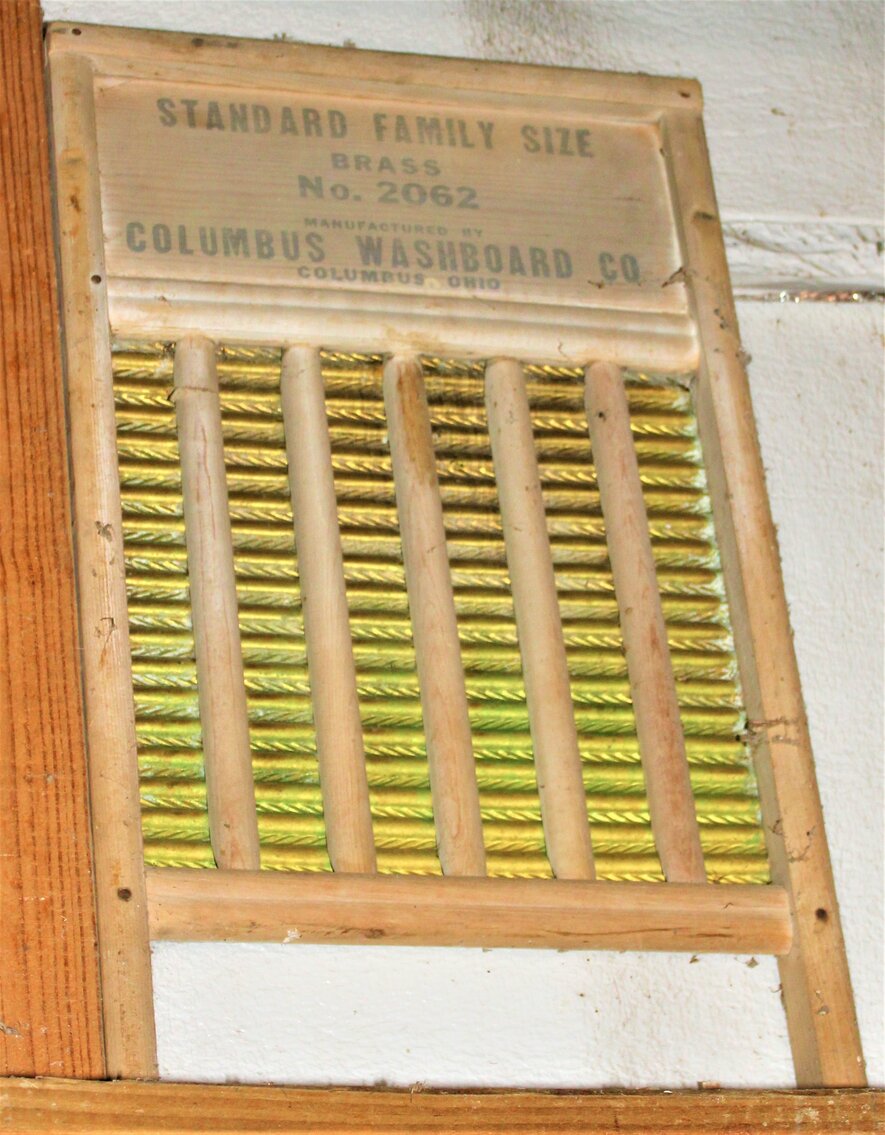 STANDARD FAMILY SIZE
BRASS
No. 2062
MANUFACTURED BY
COLUMBUS WASHBOARD CO
COLUMBUS, OHIO